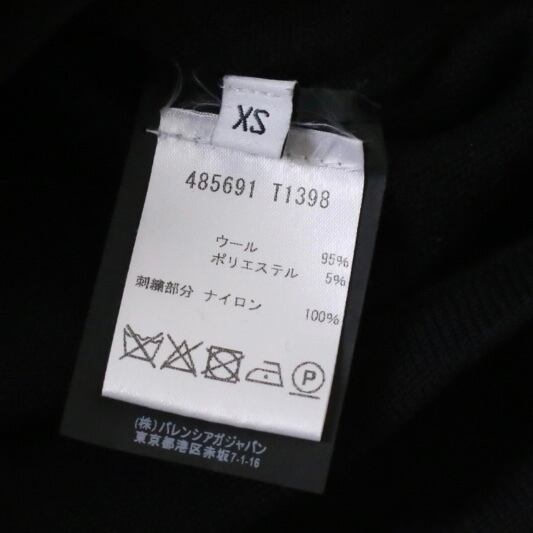 XS
485691 T1398
ウール 95%
ポリエステル 5%
刺繍部分 ナイロン 100%
P
(株)バレンシアガジャパン
東京都港区赤坂7-1-16